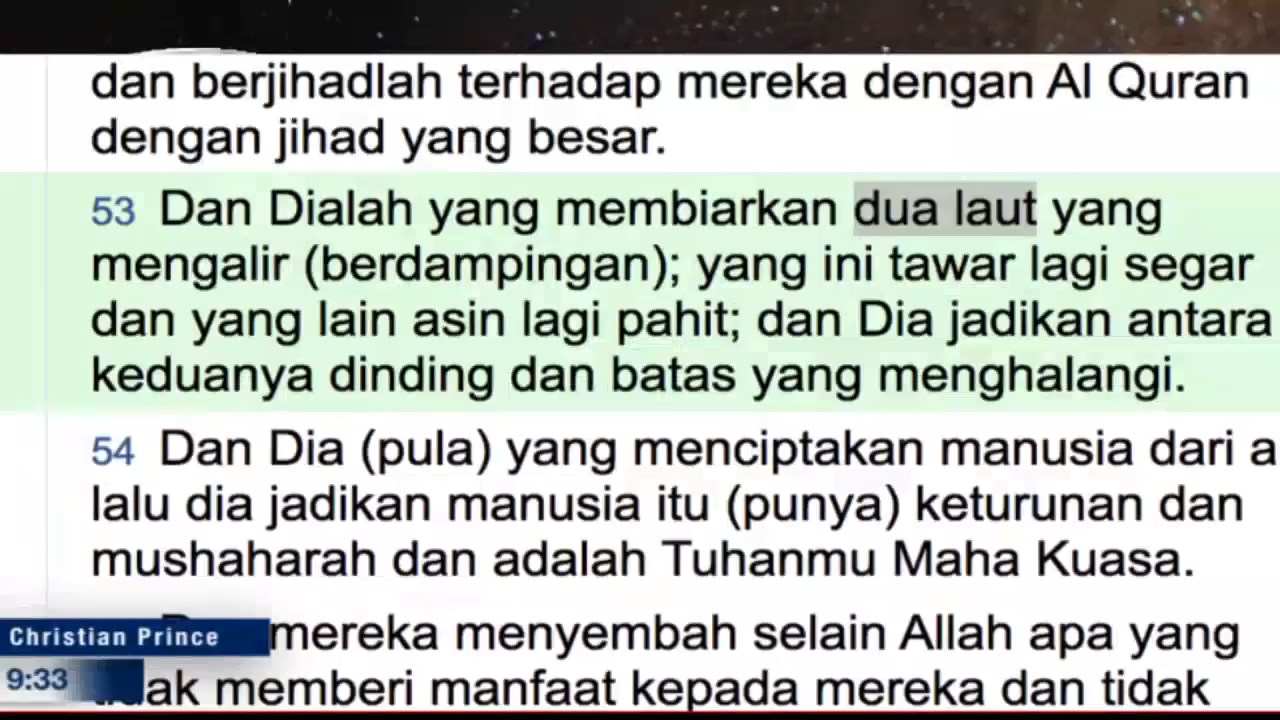 dan berjihadlah terhadap mereka dengan Al Quran
dengan jihad yang besar.
53 Dan Dialah yang membiarkan dua laut yang
mengalir (berdampingan); yang ini tawar lagi segar
dan yang lain asin lagi pahit; dan Dia jadikan antara
keduanya dinding dan batas yang menghalangi.
54 Dan Dia (pula) yang menciptakan manusia dari a
lalu dia jadikan manusia itu (punya) keturunan dan
mushaharah dan adalah Tuhanmu Maha Kuasa.
mereka menyembah selain Allah apa yang
memberi manfaat kepada mereka dan tidak
Christian Prince
9:33